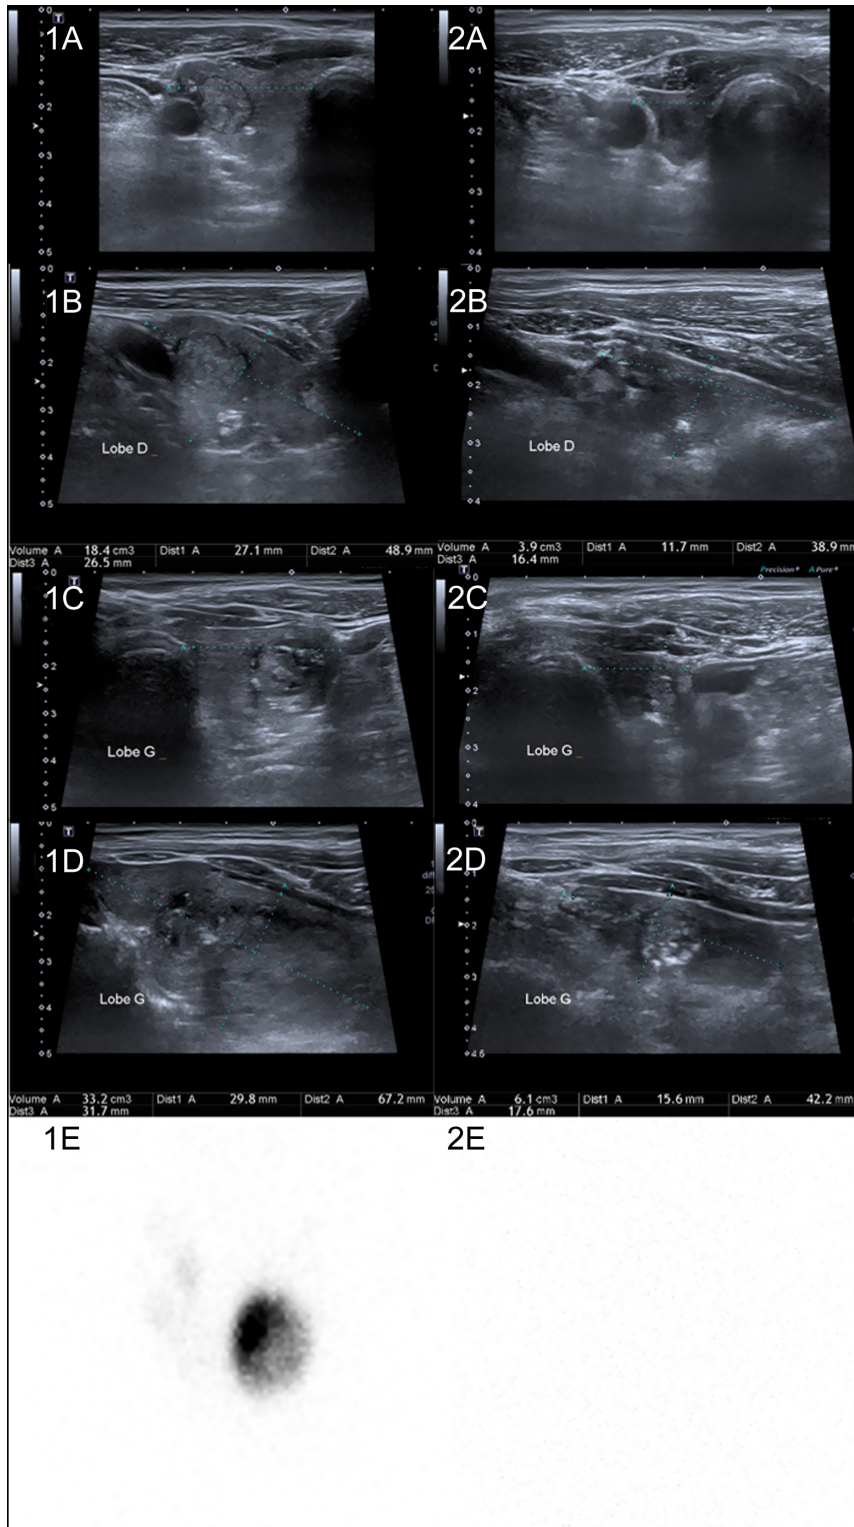 1A
2A
1B
2B
Lobe D
Lobe D
Volume A 18.4 cm3 Dist1 A 27.1 mm Dist2 A 48.9 mm
Dist3 A 26.5 mm
Volume A 3.9 cm3 Dist1 A 11.7 mm Dist2 A 38.9 mm
Dist3 A 16.4 mm
Precision+ APure+
1C
2C
Lobe G
Lobe G
1D
2D
Lobe G
Lobe G
Volume A 33.2 cm3 Dist1 A 29.8 mm Dist2 A 67.2 mm
Dist3 A 31.7 mm
Volume A 6.1 cm3 Dist1 A 15.6 mm Dist2 A 42.2 mm
Dist3 A 17.6 mm
1E
2E